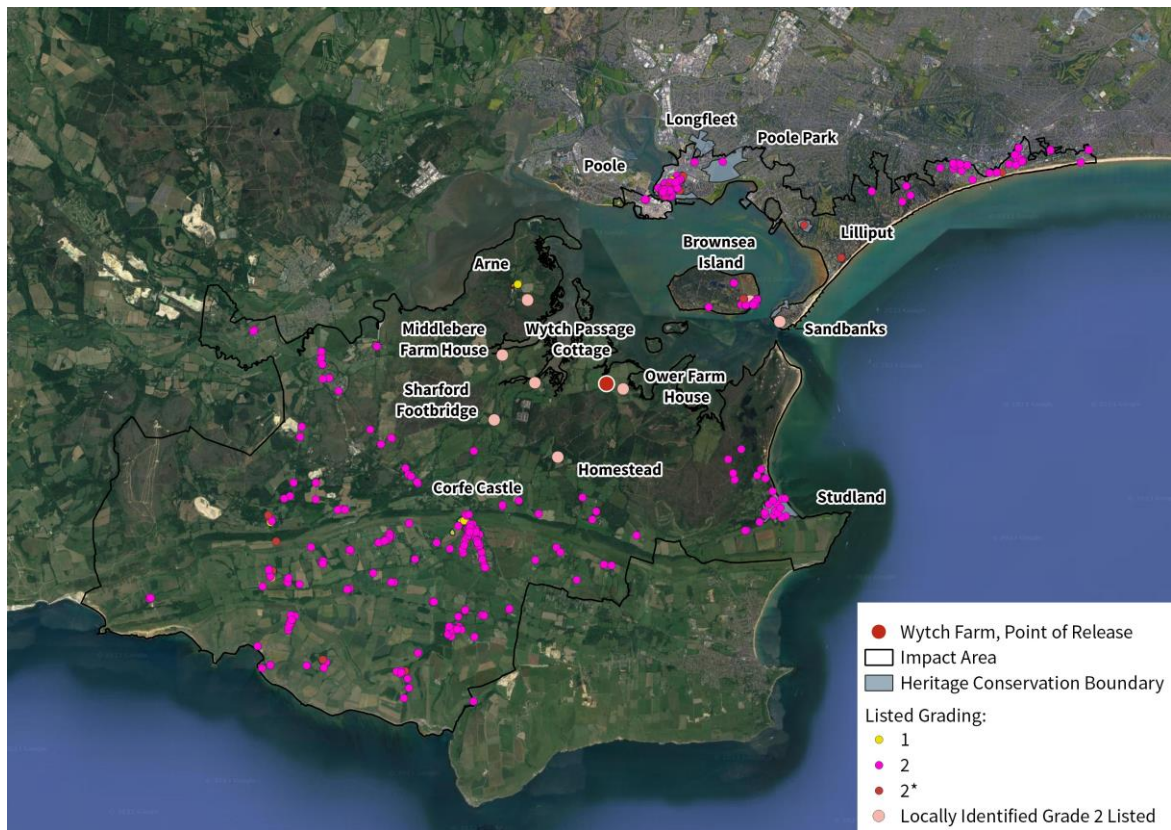 Longfleet
Poole Park
Poole
Lilliput
Brownsea
Island
Arne
Sandbanks
Middlebere
Farm House
Wytch Passage
Cottage
Ower Farm
House
Sharford
Footbridge
Homestead
Corfe Castle
Studland
Wytch Farm, Point of Release
Impact Area
Heritage Conservation Boundary
Listed Grading:
1
2
2*
Locally Identified Grade 2 Listed